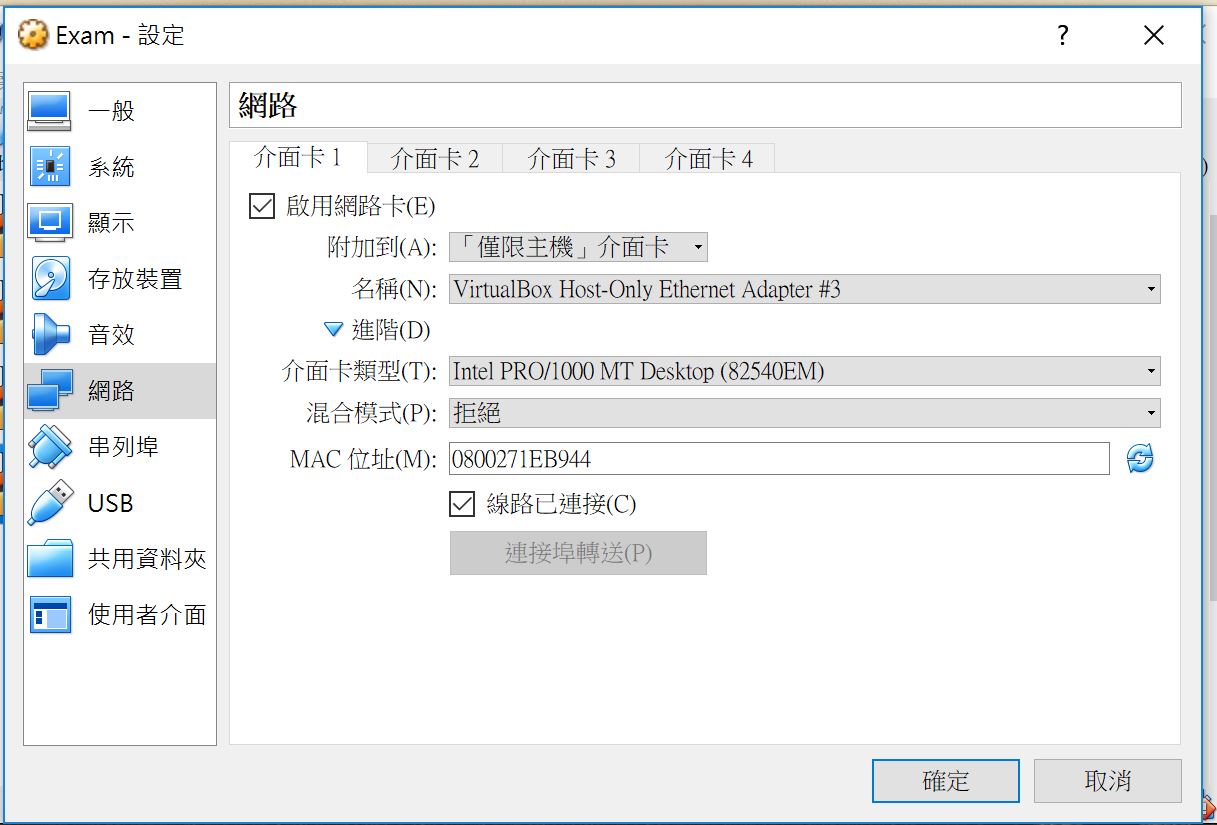 Exam - 設定
?
一般
系統
顯示
存放裝置
音效
網路
串列埠
USB
共用資料夾
使用者介面
網路
介面卡 1
介面卡 2
介面卡 3
介面卡 4
啟用網路卡(E)
附加到(A): 「僅限主機」介面卡
名稱(N): VirtualBox Host-Only Ethernet Adapter #3
進階(D)
介面卡類型(T): Intel PRO/1000 MT Desktop (82540EM)
混合模式(P): 拒絕
MAC 位址(M): 0800271EB944
線路已連接(C)
連接埠轉送(P)
確定
取消